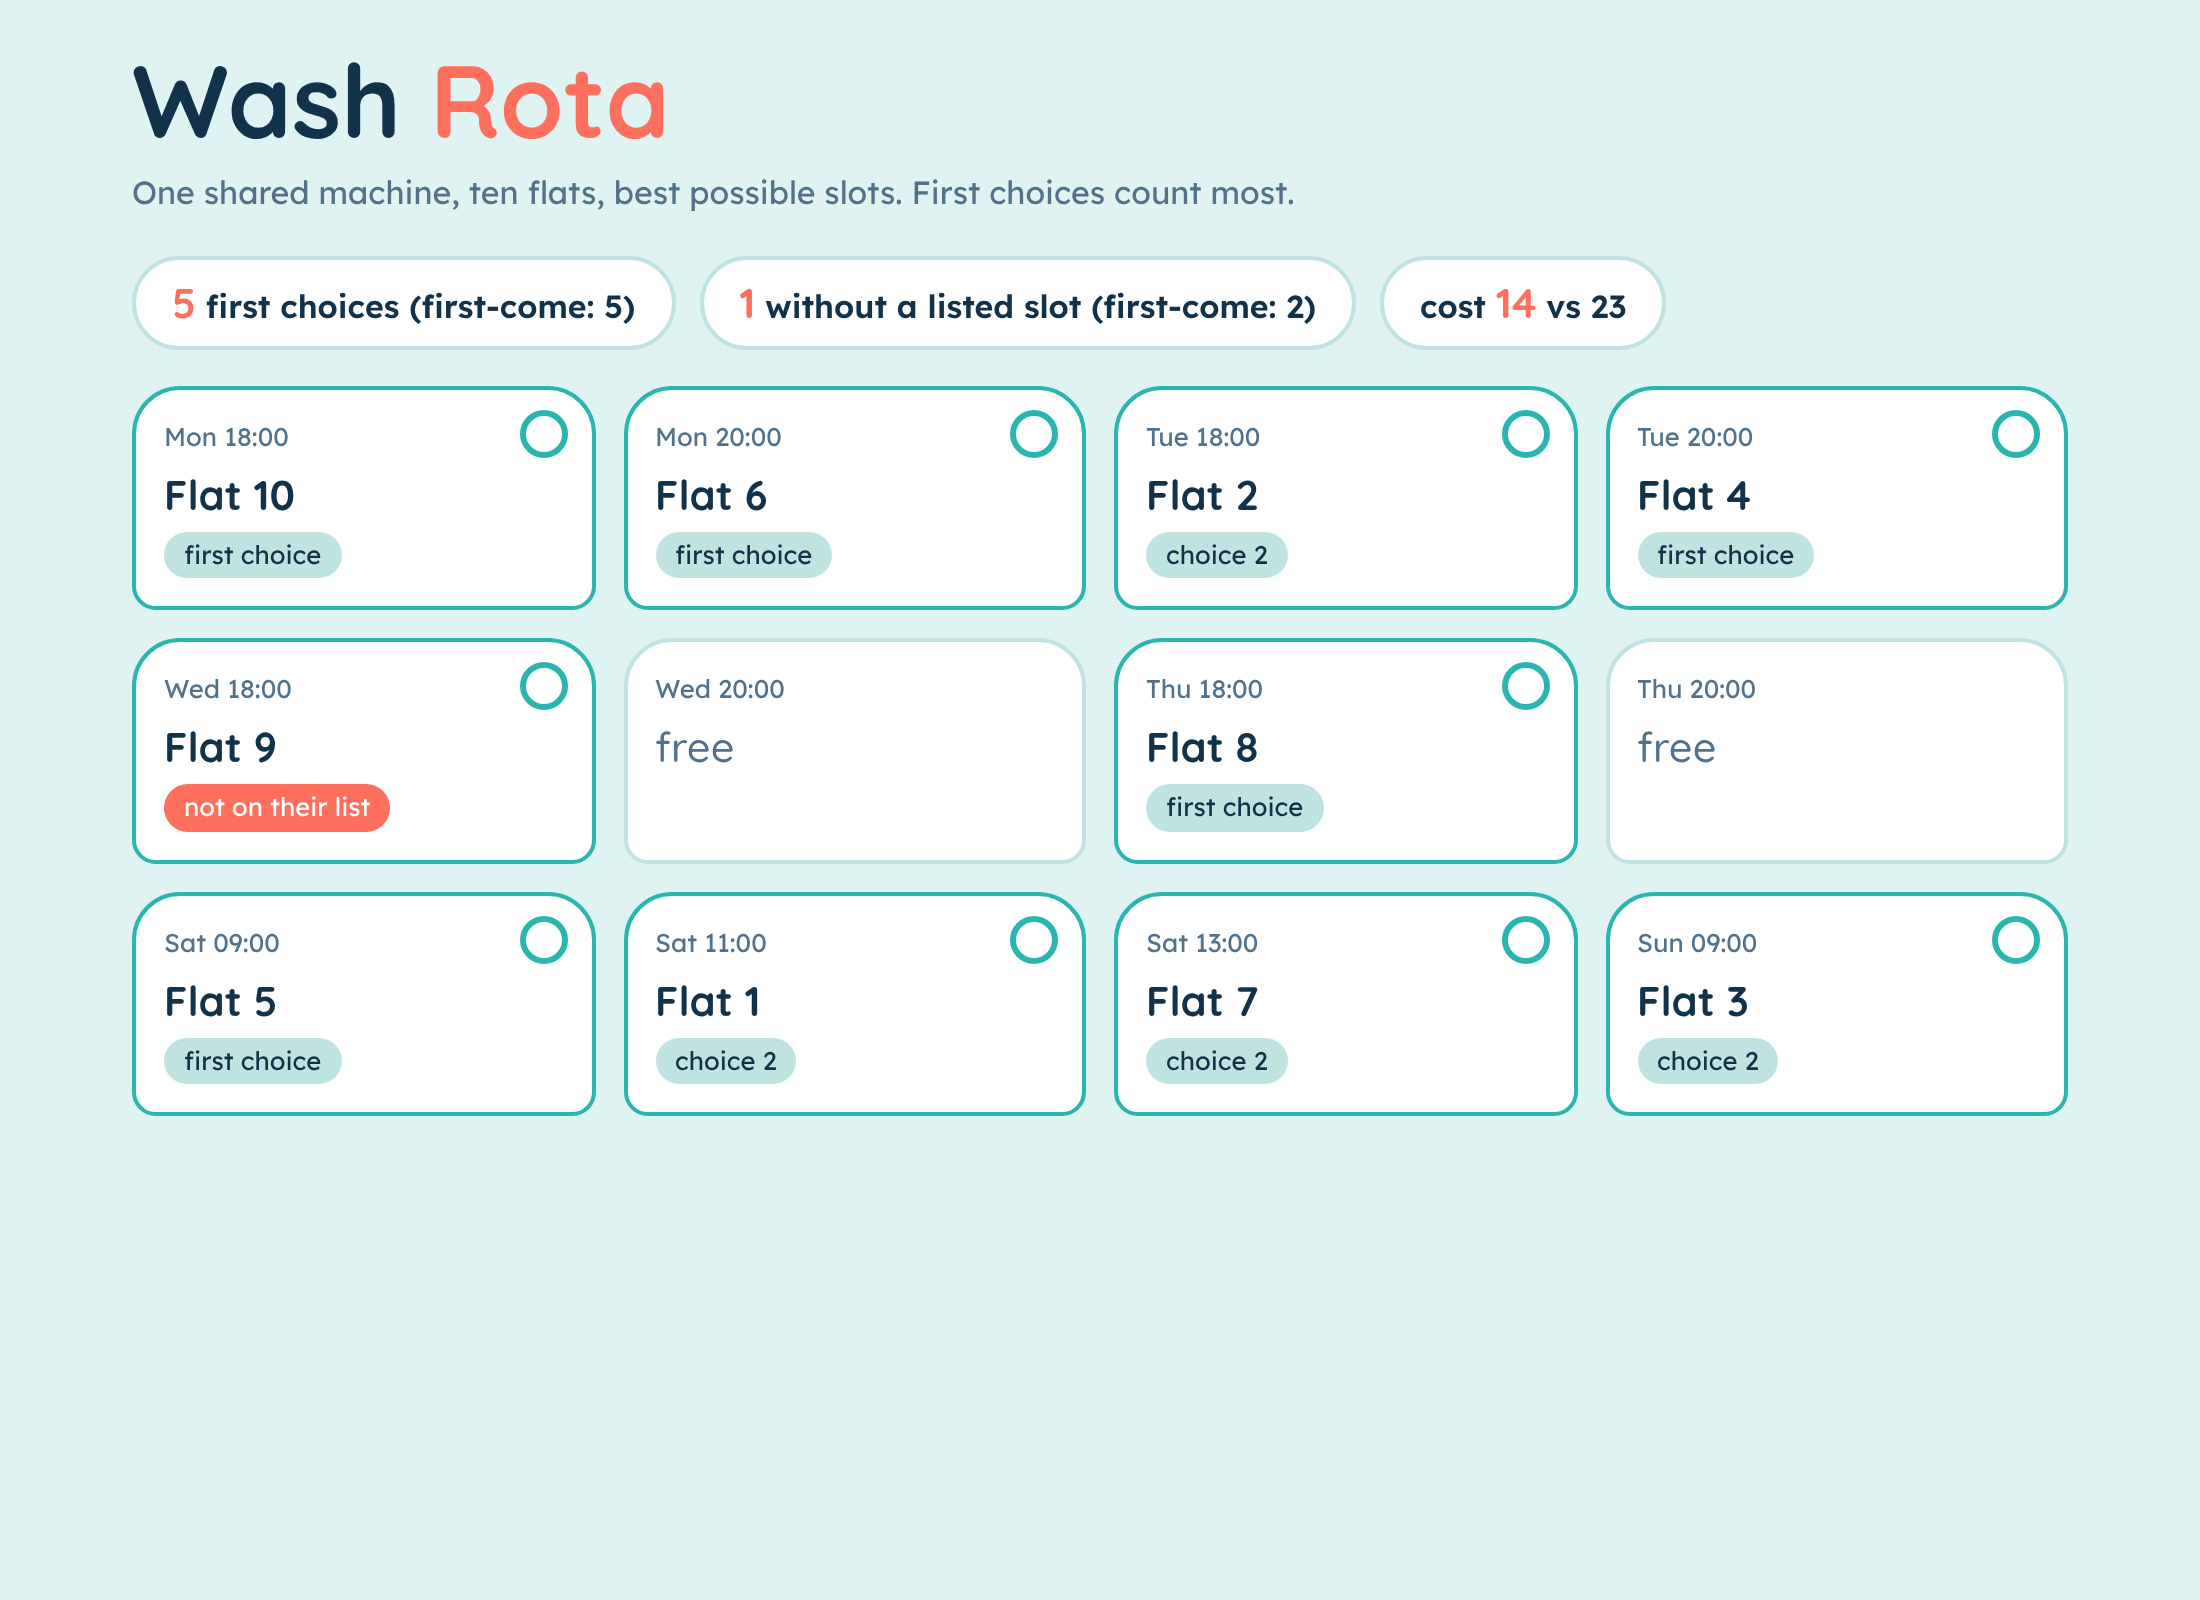 Wash Rota
One shared machine, ten flats, best possible slots. First choices count most.
5 first choices (first-come: 5)
1 without a listed slot (first-come: 2)
cost 14 vs 23
Mon 18:00
Flat 10
first choice
Mon 20:00
Flat 6
first choice
Tue 18:00
Flat 2
choice 2
Tue 20:00
Flat 4
first choice
Wed 18:00
Flat 9
not on their list
Wed 20:00
free
Thu 18:00
Flat 8
first choice
Thu 20:00
free
Sat 09:00
Flat 5
first choice
Sat 11:00
Flat 1
choice 2
Sat 13:00
Flat 7
choice 2
Sun 09:00
Flat 3
choice 2